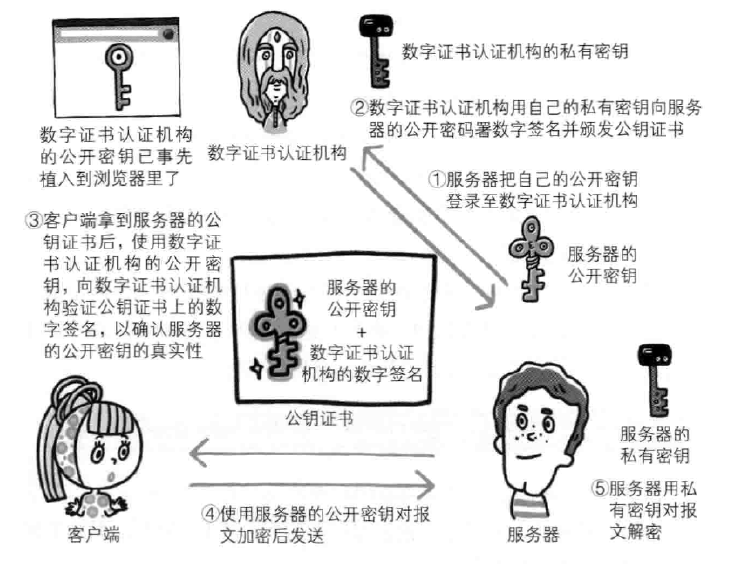 数字证书认证机构的私有密钥
②数字证书认证机构用自己的私有密钥向服务
器的公开密码署数字签名并颁发公钥证书
数字证书认证机构
的公开密钥已事先
植入到浏览器里了
数字证书认证机构
①服务器把自己的公开密钥
登录至数字证书认证机构
服务器的
公开密钥
③客户端拿到服务器的公
钥证书后，使用数字证
书认证机构的公开密
钥，向数字证书认证机
构验证公钥证书上的数
字签名，以确认服务器
的公开密钥的真实性
服务器的
公开密钥
+
数字证书认证
机构的数字签名
公钥证书
服务器的
私有密钥
④使用服务器的公开密钥对报
文加密后发送
⑤服务器用私
有密钥对报
文解密
客户端
服务器